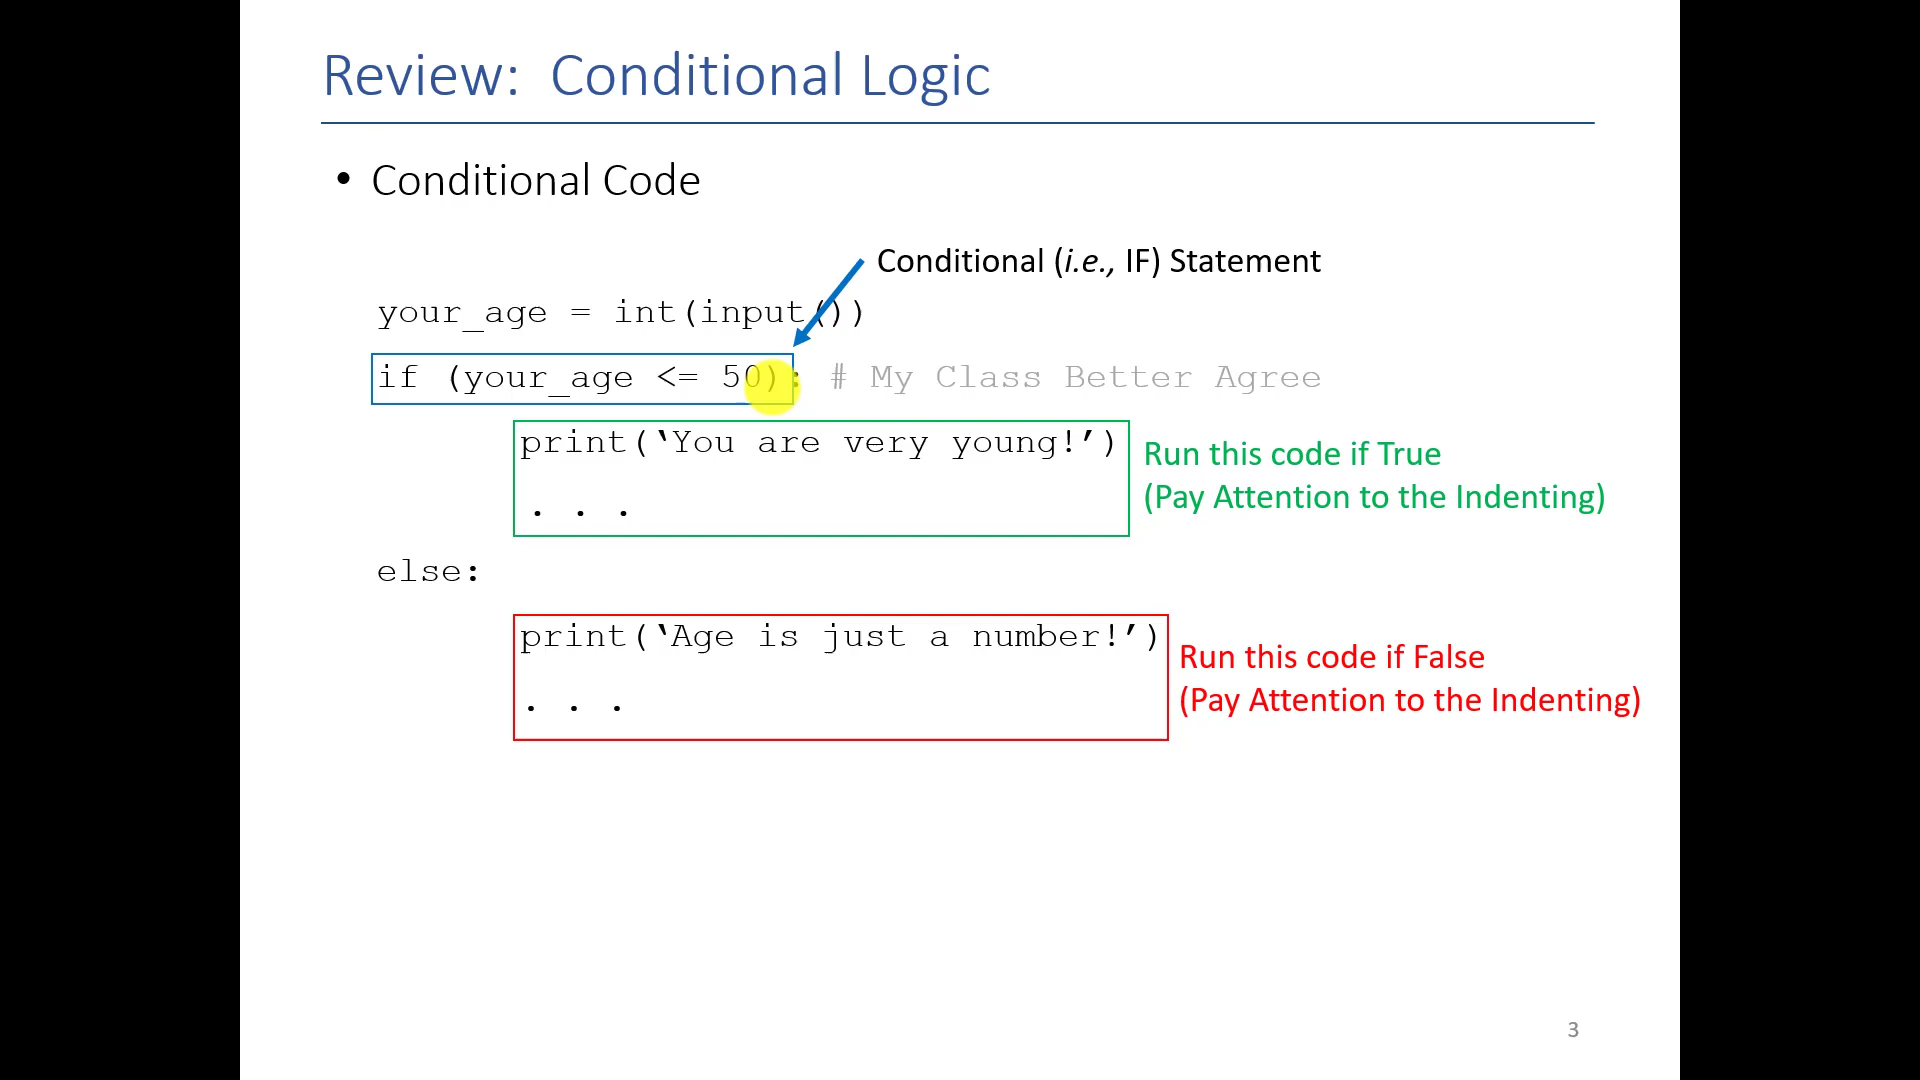 Review:  Conditional Logic
• Conditional Code
Conditional (i.e., IF) Statement
your_age = int(input())
if (your_age <= 50): # My Class Better Agree
print(‘You are very young!’)
Run this code if True
(Pay Attention to the Indenting)
. . .
else:
print(‘Age is just a number!’)
Run this code if False
(Pay Attention to the Indenting)
. . .
3